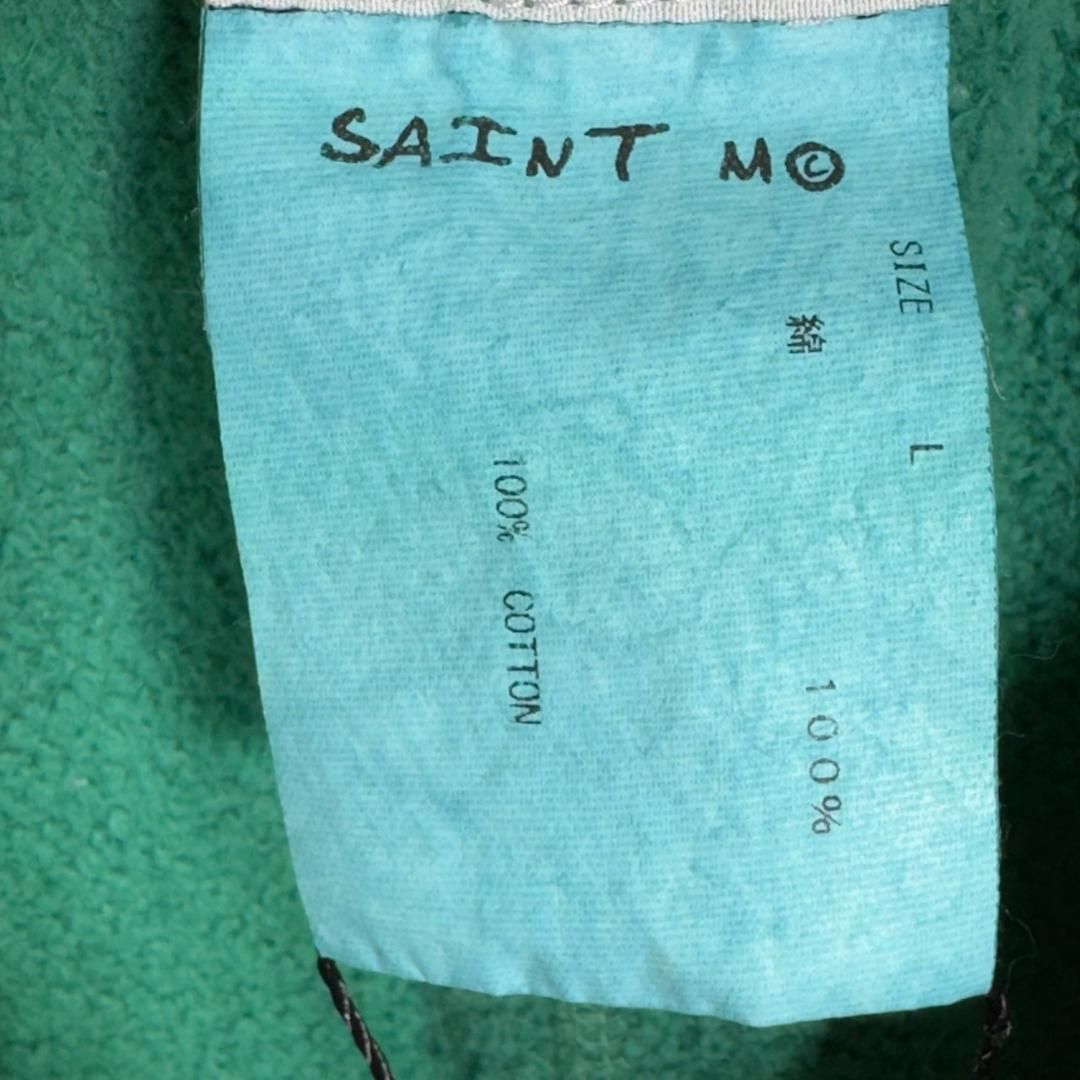 SAINT M©
SIZE L
綿 100%
100% COTTON